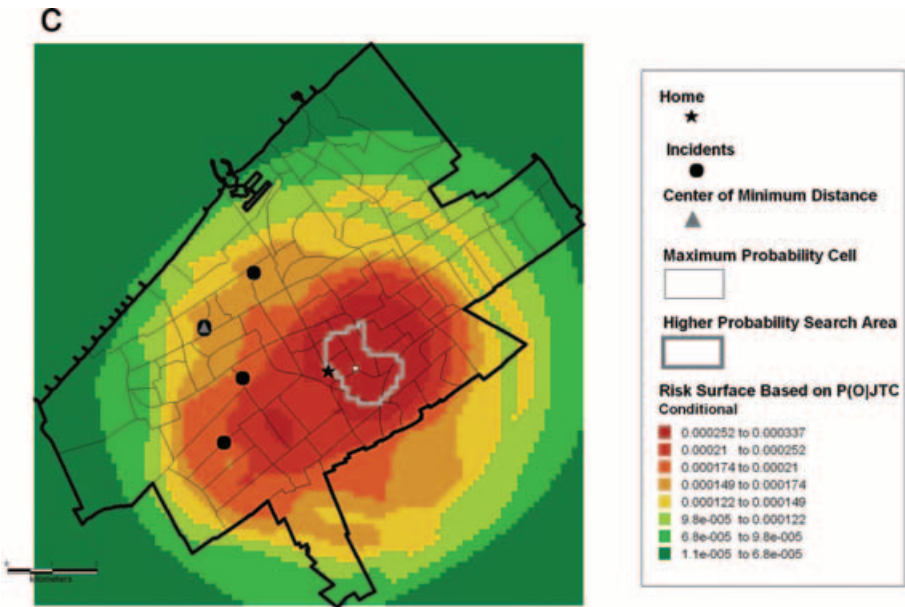 C
Home
Incidents
Center of Minimum Distance
Maximum Probability Cell
Higher Probability Search Area
Risk Surface Based on P(O|JTC
Conditional
0.000252 to 0.000337
0.00021 to 0.000252
0.000174 to 0.00021
0.000149 to 0.000174
0.000122 to 0.000149
9.8e-005 to 0.000122
6.8e-005 to 9.8e-005
1.1e-005 to 6.8e-005
kilometers